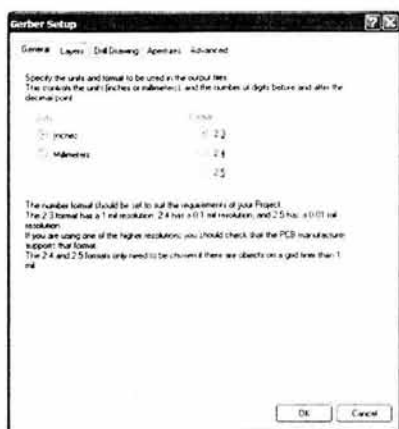 Gerber Setup
General Layers Drill Drawing Apertures Advanced
Specify the units and format to be used in the output files
This controls the units (inches or millimeters), and the number of digits before and after the
decimal point
Inches 2:3
Millimeters 2:4
2:5
The number format should be set to suit the requirements of your Project.
The 2:3 format has a 1 mil resolution, 2:4 has a 0.1 mil resolution, and 2:5 has a 0.01 mil
resolution
If you are using one of the higher resolutions you should check that the PCB manufacture
supports that format.
The 2:4 and 2:5 formats only need to be chosen if there are objects on a grid finer than 1
mil
OK Cancel